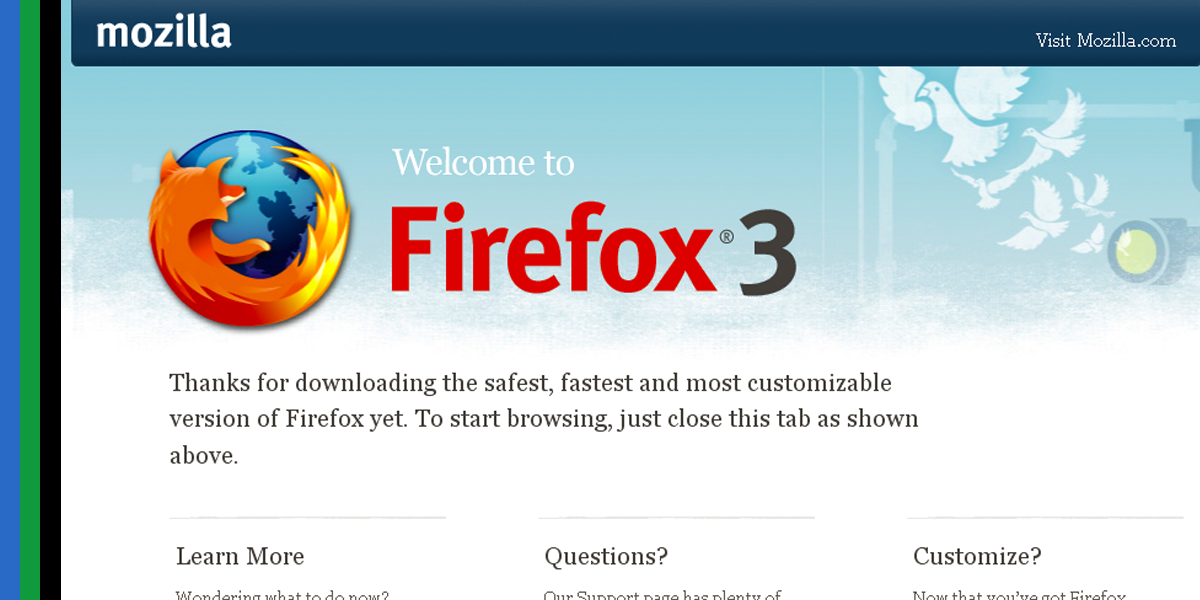 mozilla
Visit Mozilla.com
Welcome to
Firefox® 3
Thanks for downloading the safest, fastest and most customizable
version of Firefox yet. To start browsing, just close this tab as shown
above.
Learn More
Questions?
Customize?
Wondering what to do now?
Our Support page has plenty of
Now that you've got Firefox